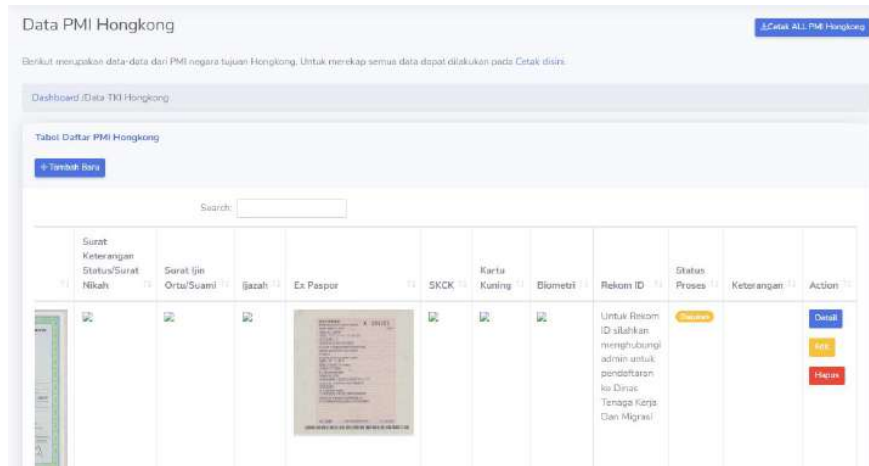 Data PMI Hongkong
Cetak ALL PMI Hongkong
Berikut merupakan data-data dari PMI negara tujuan Hongkong. Untuk merekap semua data dapat dilakukan pada Cetak disini.
Dashboard /Data TKI Hongkong
Tabel Daftar PMI Hongkong
+ Tambah Baru
Search:
Surat
Keterangan
Status/Surat
Nikah
Surat Ijin
Ortu/Suami
Ijazah
Ex Paspor
SKCK
Kartu
Kuning
Biometri
Rekom ID
Status
Proses
Keterangan
Action
Untuk Rekom
ID silahkan
menghubungi
admin untuk
pendaftaran
ke Dinas
Tenaga Kerja
Dan Migrasi
Detail
Edit
Hapus